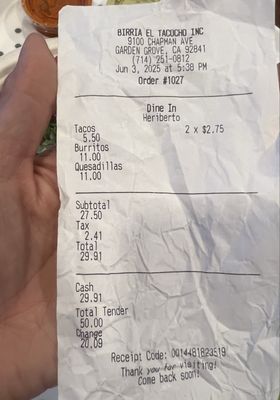 BIRRIA EL TACUCHO INC
9100 CHAPMAN AVE
GARDEN GROVE, CA 92841
(714) 251-0812
Jun 3, 2025 at 5:38 PM
Order #1027
Dine In
Heriberto
Tacos 2 x $2.75
5.50
Burritos
11.00
Quesadillas
11.00
Subtotal
27.50
Tax
2.41
Total
29.91
Cash
29.91
Total Tender
50.00
Change
20.09
Receipt Code: 0014481823519
Thank you for visiting!
Come back soon!